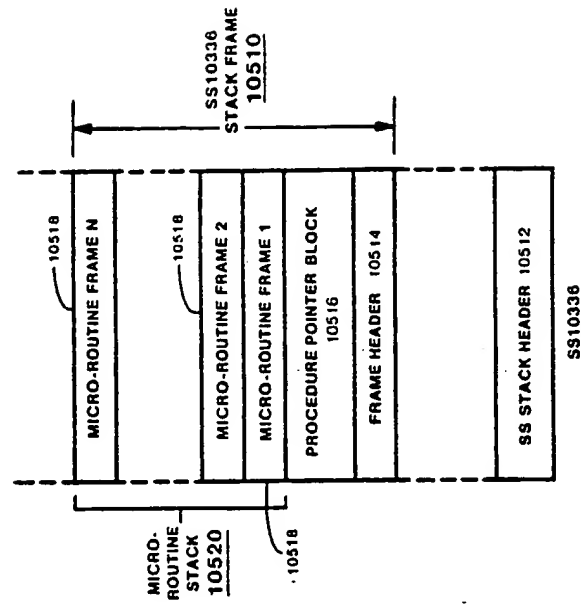 10518
MICRO-ROUTINE FRAME N
SS10336
STACK FRAME
10510
10518
MICRO-ROUTINE FRAME 2
MICRO-ROUTINE FRAME 1
MICRO-
ROUTINE
STACK
10520
10518
PROCEDURE POINTER BLOCK
10516
FRAME HEADER 10514
SS STACK HEADER 10512
SS10336